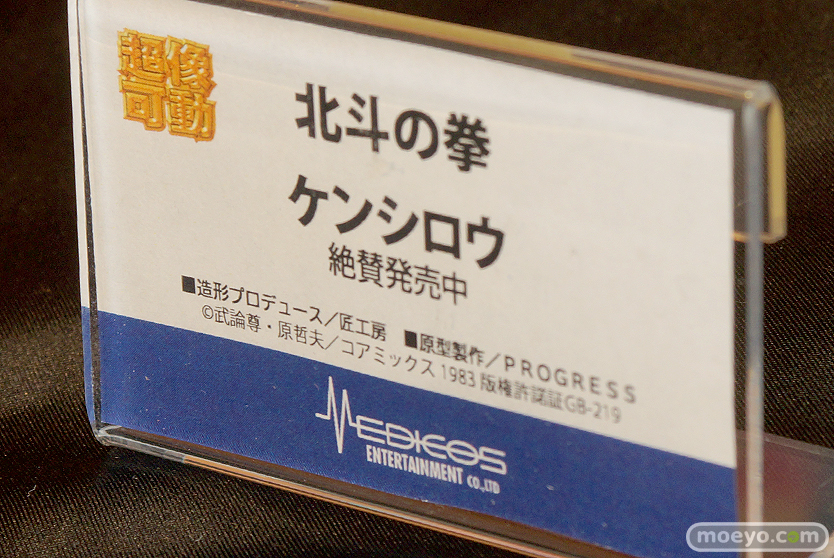 超像
可動
北斗の拳
ケンシロウ
絶賛発売中
■造形プロデュース／匠工房 ■原型製作／PROGRESS
©武論尊・原哲夫／コアミックス 1983 版権許諾証GB-219
MEDICOS
ENTERTAINMENT CO.,LTD
moeyo.com